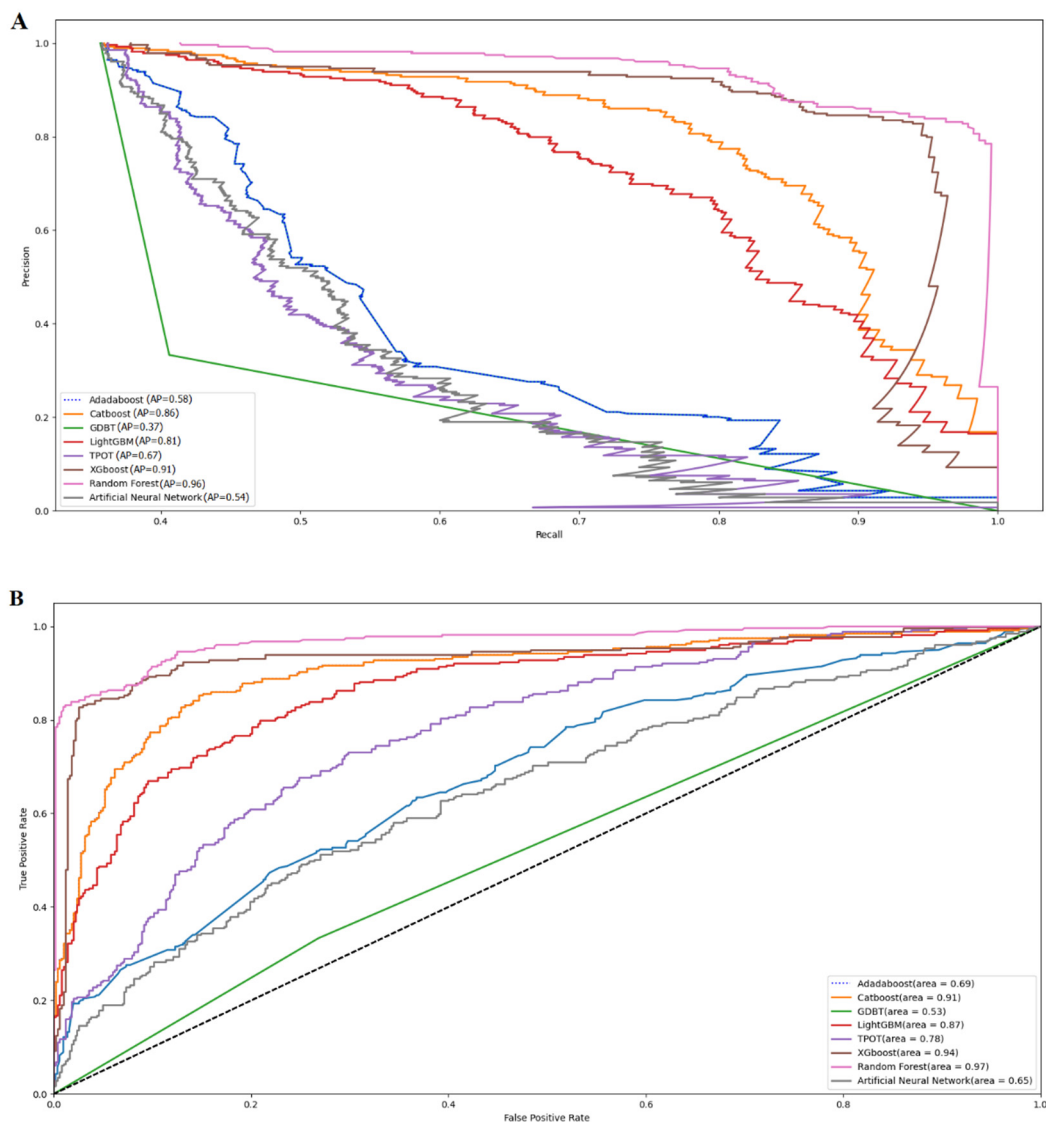 A
1.0
0.8
0.6
0.4
0.2
0.0
Precision
Adadaboost (AP=0.58)
Catboost (AP=0.86)
GDBT(AP=0.37)
LightGBM(AP=0.81)
TPOT(AP=0.67)
XGboost(AP=0.91)
Random Forest(AP=0.96)
Artificial Neural Network(AP=0.54)
0.4 0.5 0.6 0.7 0.8 0.9 1.0
Recall
B
1.0
0.8
0.6
0.4
0.2
0.0
True Positive Rate
Adadaboost(area = 0.69)
Catboost(area = 0.91)
GDBT(area = 0.53)
LightGBM(area = 0.87)
TPOT(area = 0.78)
XGboost(area = 0.94)
Random Forest(area = 0.97)
Artificial Neural Network(area = 0.65)
0.0 0.2 0.4 0.6 0.8 1.0
False Positive Rate